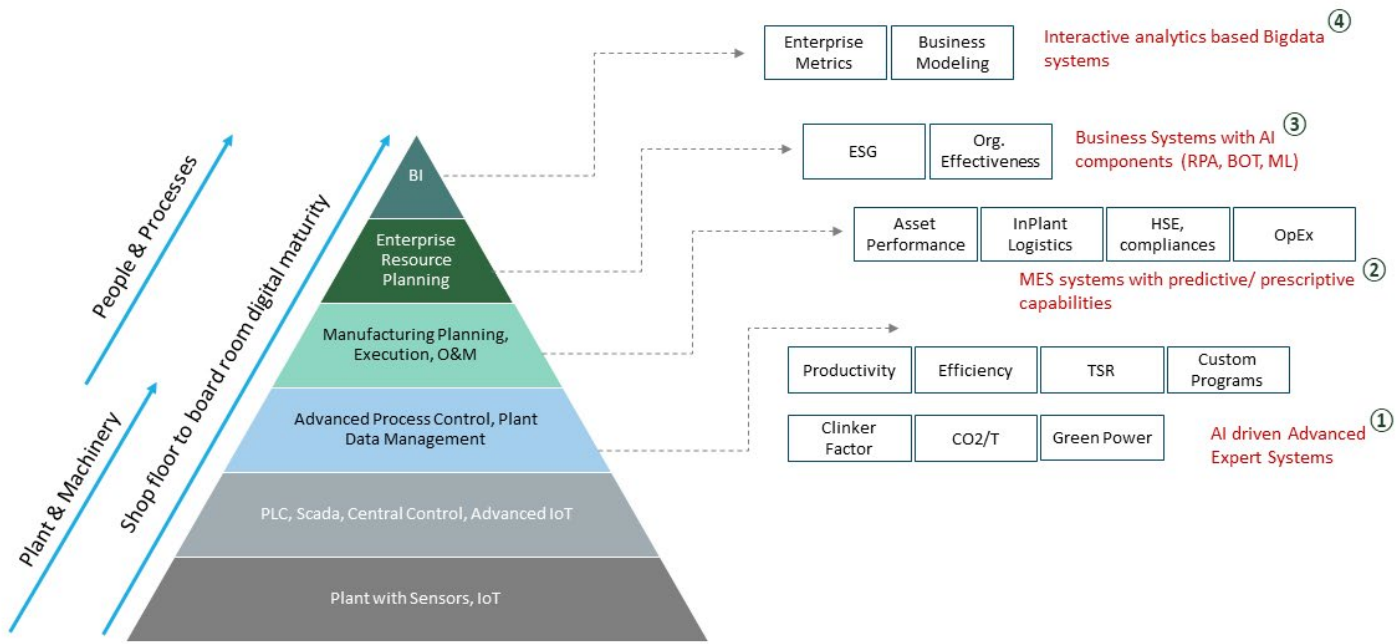 ④
Enterprise
Metrics
Business
Modeling
Interactive analytics based Bigdata
systems
③
ESG
Org.
Effectiveness
Business Systems with AI
components (RPA, BOT, ML)
Asset
Performance
InPlant
Logistics
HSE,
compliances
OpEx
②
MES systems with predictive/ prescriptive
capabilities
Productivity
Efficiency
TSR
Custom
Programs
Clinker
Factor
CO2/T
Green Power
①
AI driven Advanced
Expert Systems
People & Processes
Plant & Machinery
Shop floor to board room digital maturity
BI
Enterprise
Resource
Planning
Manufacturing Planning,
Execution, O&M
Advanced Process Control, Plant
Data Management
PLC, Scada, Central Control, Advanced IoT
Plant with Sensors, IoT